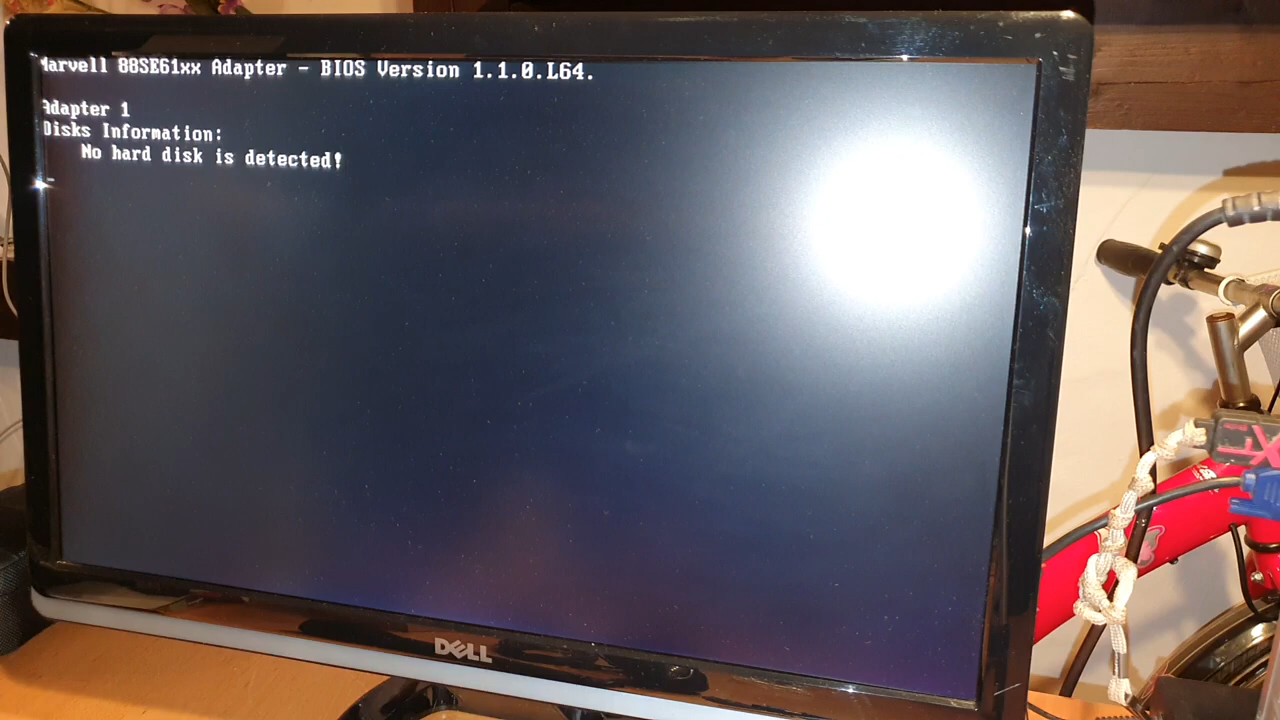 Marvell 88SE61xx Adapter - BIOS Version 1.1.0.L64.
Adapter 1
Disks Information:
No hard disk is detected!
DELL